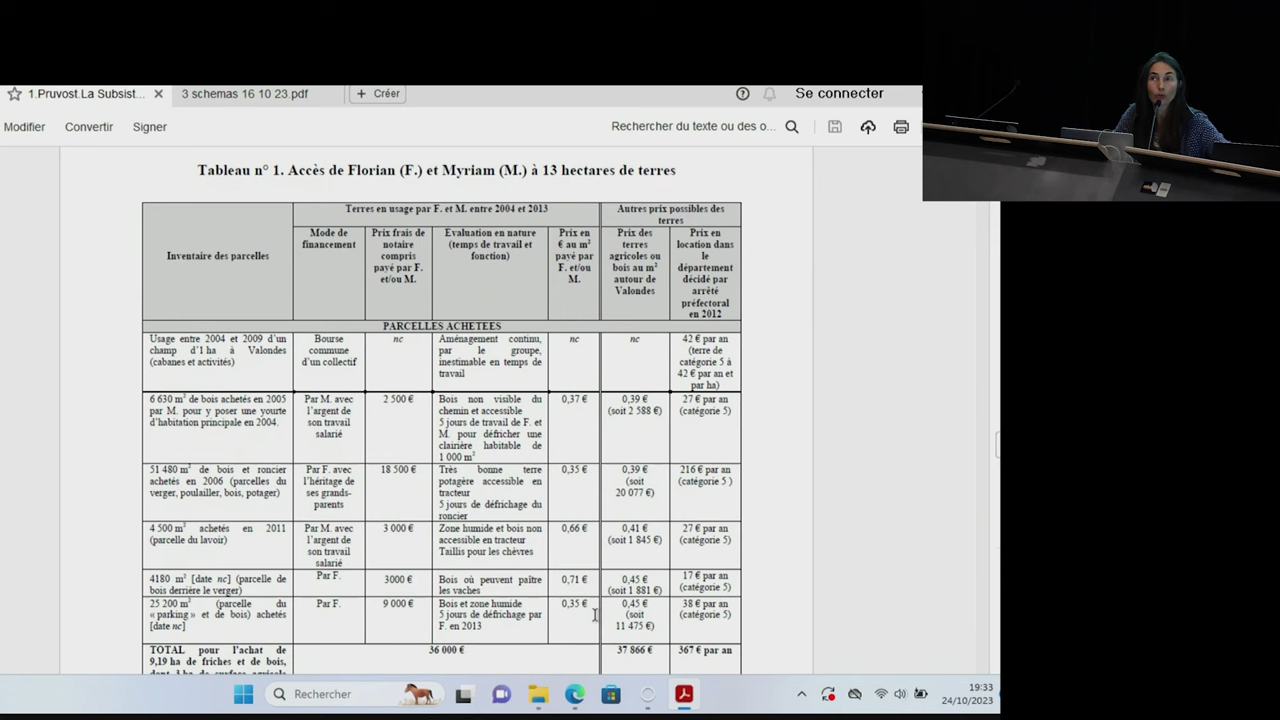 1.Pruvost.La Subsist...
3 schemas 16 10 23.pdf
Créer
Se connecter
Modifier
Convertir
Signer
Rechercher du texte ou des o...
Tableau n° 1. Accès de Florian (F.) et Myriam (M.) à 13 hectares de terres
Inventaire des parcelles
Terres en usage par F. et M. entre 2004 et 2013
Autres prix possibles des
terres
Mode de
financement
Prix frais de
notaire
compris
payé par F.
et/ou M.
Evaluation en nature
(temps de travail et
fonction)
Prix en
€ au m²
payé par
F. et/ou
M.
Prix des
terres
agricoles ou
bois au m²
autour de
Valondes
Prix en
location dans
le
département
décidé par
arrêté
préfectoral
en 2012
PARCELLES ACHETEES
Usage entre 2004 et 2009 d'un
champ d'1 ha à Valondes
(cabanes et activités)
Bourse
commune
d'un collectif
nc
Aménagement continu,
par le groupe,
inestimable en temps de
travail
nc
nc
42 € par an
(terre de
catégorie 5 à
42 € par an et
par ha)
6 630 m² de bois achetés en 2005
par M. pour y poser une yourte
d'habitation principale en 2004.
Par M. avec
l'argent de
son travail
salarié
2 500 €
Bois non visible du
chemin et accessible
5 jours de travail de F. et
M. pour défricher une
clairière habitable de
1 000 m²
0,37 €
0,39 €
(soit 2 588 €)
27 € par an
(catégorie 5)
51 480 m² de bois et roncier
achetés en 2006 (parcelles du
verger, poulailler, bois, potager)
Par F. avec
l'héritage de
ses grands-
parents
18 500 €
Très bonne terre
potagère accessible en
tracteur
5 jours de défrichage du
roncier
0,35 €
0,39 €
(soit
20 077 €)
216 € par an
(catégorie 5 )
4 500 m² achetés en 2011
(parcelle du lavoir)
Par M. avec
l'argent de
son travail
salarié
3 000 €
Zone humide et bois non
accessible en tracteur
Taillis pour les chèvres
0,66 €
0,41 €
(soit 1 845 €)
27 € par an
(catégorie 5)
4180 m² [date nc] (parcelle de
bois derrière le verger)
Par F.
3000 €
Bois où peuvent paître
les vaches
0,71 €
0,45 €
(soit 1 881 €)
17 € par an
(catégorie 5)
25 200 m² (parcelle du
« parking » et de bois) achetés
[date nc]
Par F.
9 000 €
Bois et zone humide
5 jours de défrichage par
F. en 2013
0,35 €
0,45 €
(soit
11 475 €)
38 € par an
(catégorie 5)
TOTAL pour l'achat de
9,19 ha de friches et de bois,
dont 3 ha de surface agricole
36 000 €
37 866 €
367 € par an
Rechercher
19:33
24/10/2023